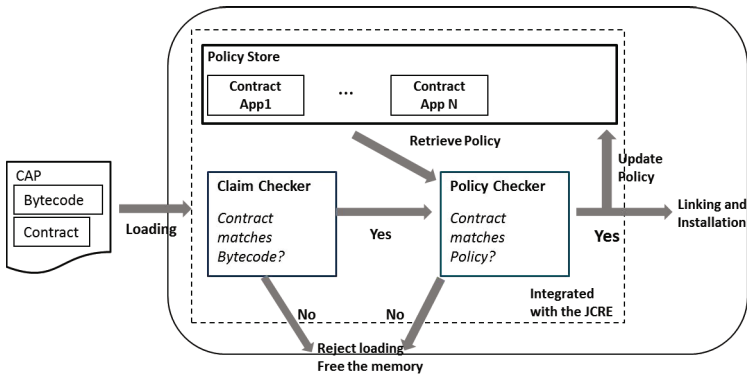 Policy Store
Contract
App1
...
Contract
App N
Retrieve Policy
Update
Policy
CAP
Bytecode
Contract
Loading
Claim Checker
Contract
matches
Bytecode?
Yes
Policy Checker
Contract
matches
Policy?
Yes
Linking and
Installation
Integrated
with the JCRE
No
No
Reject loading
Free the memory